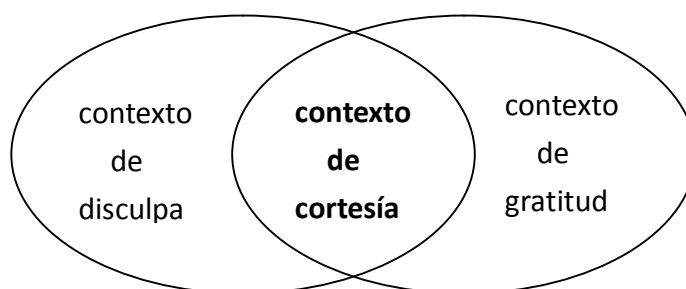 contexto
de
disculpa
contexto
de
cortesía
contexto
de
gratitud